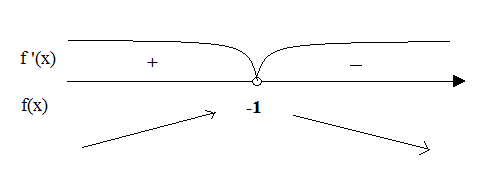 f '(x) + –
f(x) -1